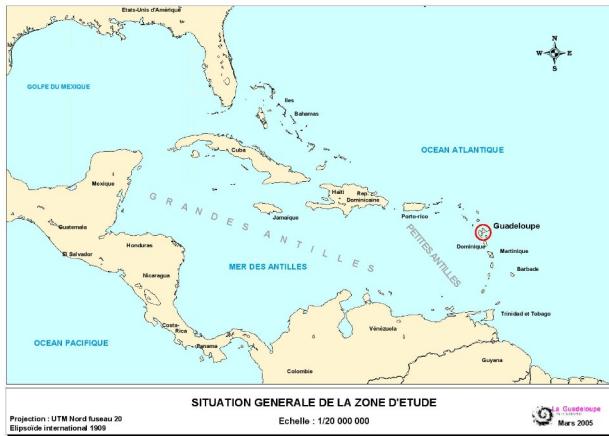 Etats-Unis d'Amérique
N
W E
S
GOLFE DU MEXIQUE
Iles
Bahamas
OCEAN ATLANTIQUE
Cuba
Mexique
Haïti
Rep.
Dominicaine
GRANDES ANTILLES
Jamaïque
Porto-rico
PETITES ANTILLES
Guadeloupe
Guatemala
Dominique
Martinique
El Salvador
Honduras
MER DES ANTILLES
Barbade
Nicaragua
Trinidad et Tobago
Costa-
Rica
Vénézuela
OCEAN PACIFIQUE
Panama
Guyana
Colombie
SITUATION GENERALE DE LA ZONE D'ETUDE
Projection : UTM Nord fuseau 20
Elipsoïde international 1909
Echelle : 1/20 000 000
La Guadeloupe
Mars 2005